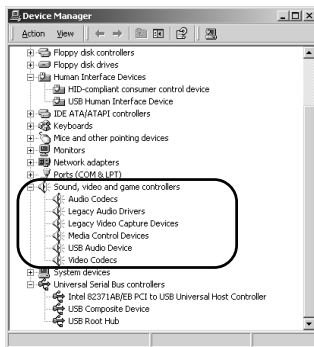 Device Manager
Action View
Floppy disk controllers
Floppy disk drives
Human Interface Devices
HID-compliant consumer control device
USB Human Interface Device
IDE ATA/ATAPI controllers
Keyboards
Mice and other pointing devices
Monitors
Network adapters
Ports (COM & LPT)
Sound, video and game controllers
Audio Codecs
Legacy Audio Drivers
Legacy Video Capture Devices
Media Control Devices
USB Audio Device
Video Codecs
System devices
Universal Serial Bus controllers
Intel 82371AB/EB PCI to USB Universal Host Controller
USB Composite Device
USB Root Hub